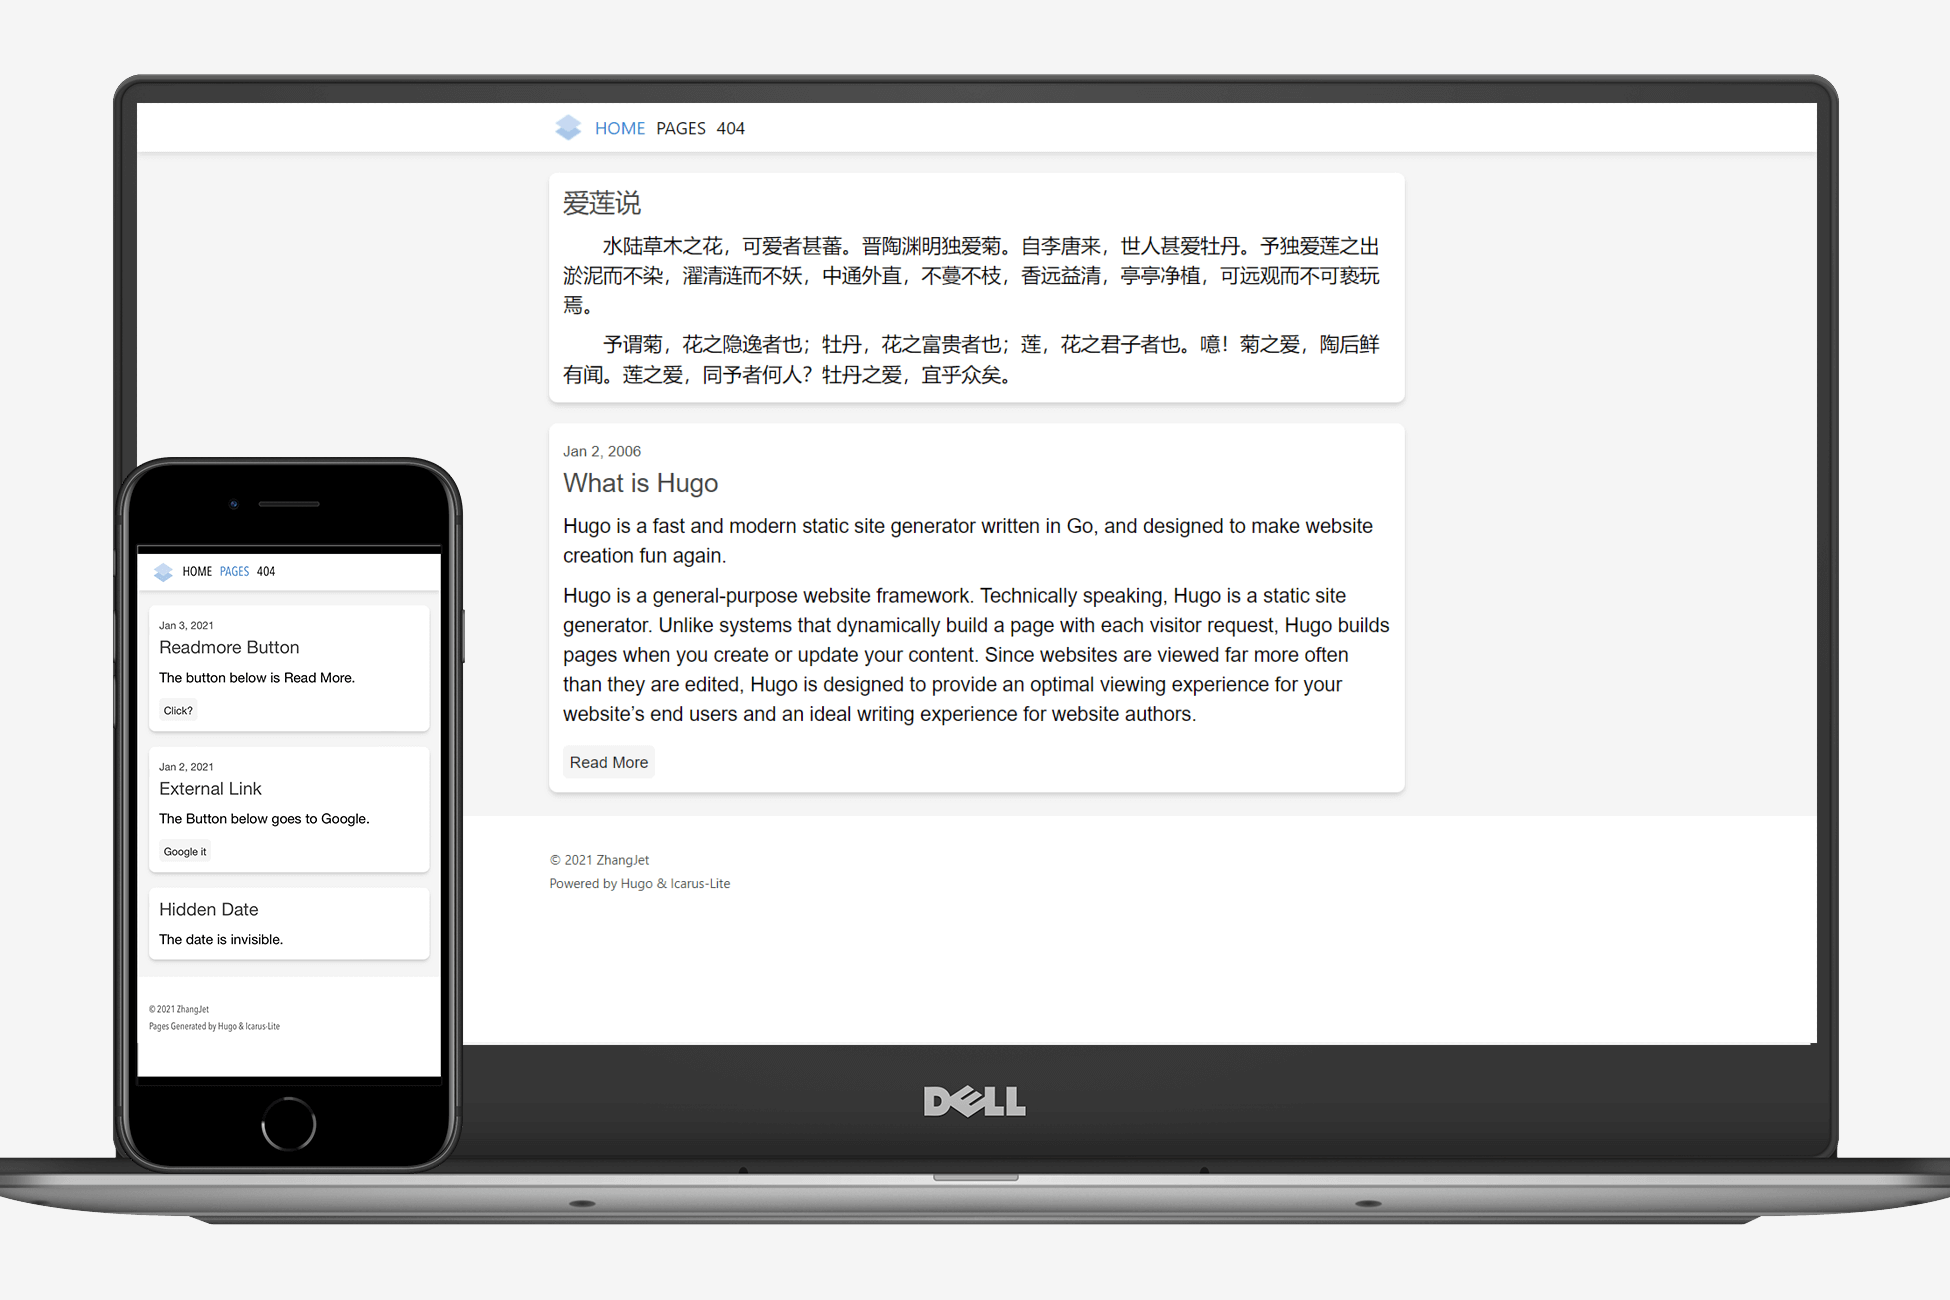 HOME PAGES 404
爱莲说
水陆草木之花，可爱者甚蕃。晋陶渊明独爱菊。自李唐来，世人甚爱牡丹。予独爱莲之出
淤泥而不染，濯清涟而不妖，中通外直，不蔓不枝，香远益清，亭亭净植，可远观而不可亵玩
焉。
予谓菊，花之隐逸者也；牡丹，花之富贵者也；莲，花之君子者也。噫！菊之爱，陶后鲜
有闻。莲之爱，同予者何人？牡丹之爱，宜乎众矣。
Jan 2, 2006
What is Hugo
Hugo is a fast and modern static site generator written in Go, and designed to make website
creation fun again.
Hugo is a general-purpose website framework. Technically speaking, Hugo is a static site
generator. Unlike systems that dynamically build a page with each visitor request, Hugo builds
pages when you create or update your content. Since websites are viewed far more often
than they are edited, Hugo is designed to provide an optimal viewing experience for your
website’s end users and an ideal writing experience for website authors.
Read More
© 2021 ZhangJet
Powered by Hugo & Icarus-Lite
DELL
HOME PAGES 404
Jan 3, 2021
Readmore Button
The button below is Read More.
Click?
Jan 2, 2021
External Link
The Button below goes to Google.
Google it
Hidden Date
The date is invisible.
© 2021 ZhangJet
Pages Generated by Hugo & Icarus-Lite